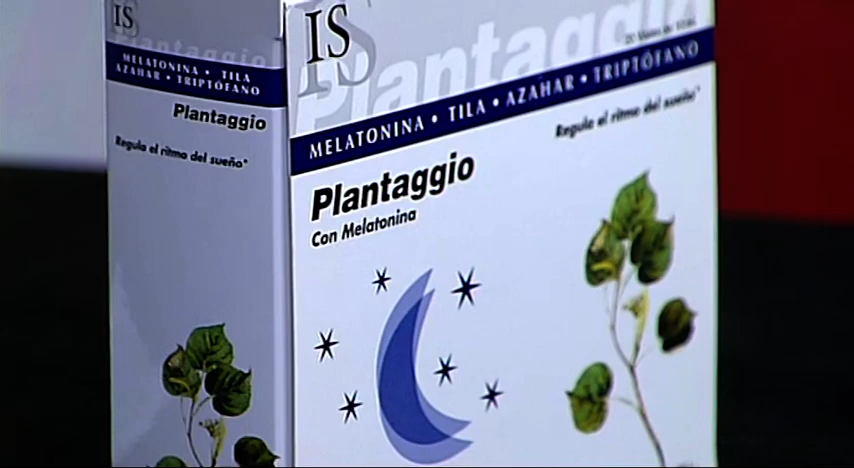 IS
Plantaggio
MELATONINA • TILA
AZAHAR • TRIPTÓFANO
Plantaggio
Regula el ritmo del sueño*
IS
Plantaggio
MELATONINA • TILA • AZAHAR • TRIPTÓFANO
Regula el ritmo del sueño*
Plantaggio
Con Melatonina